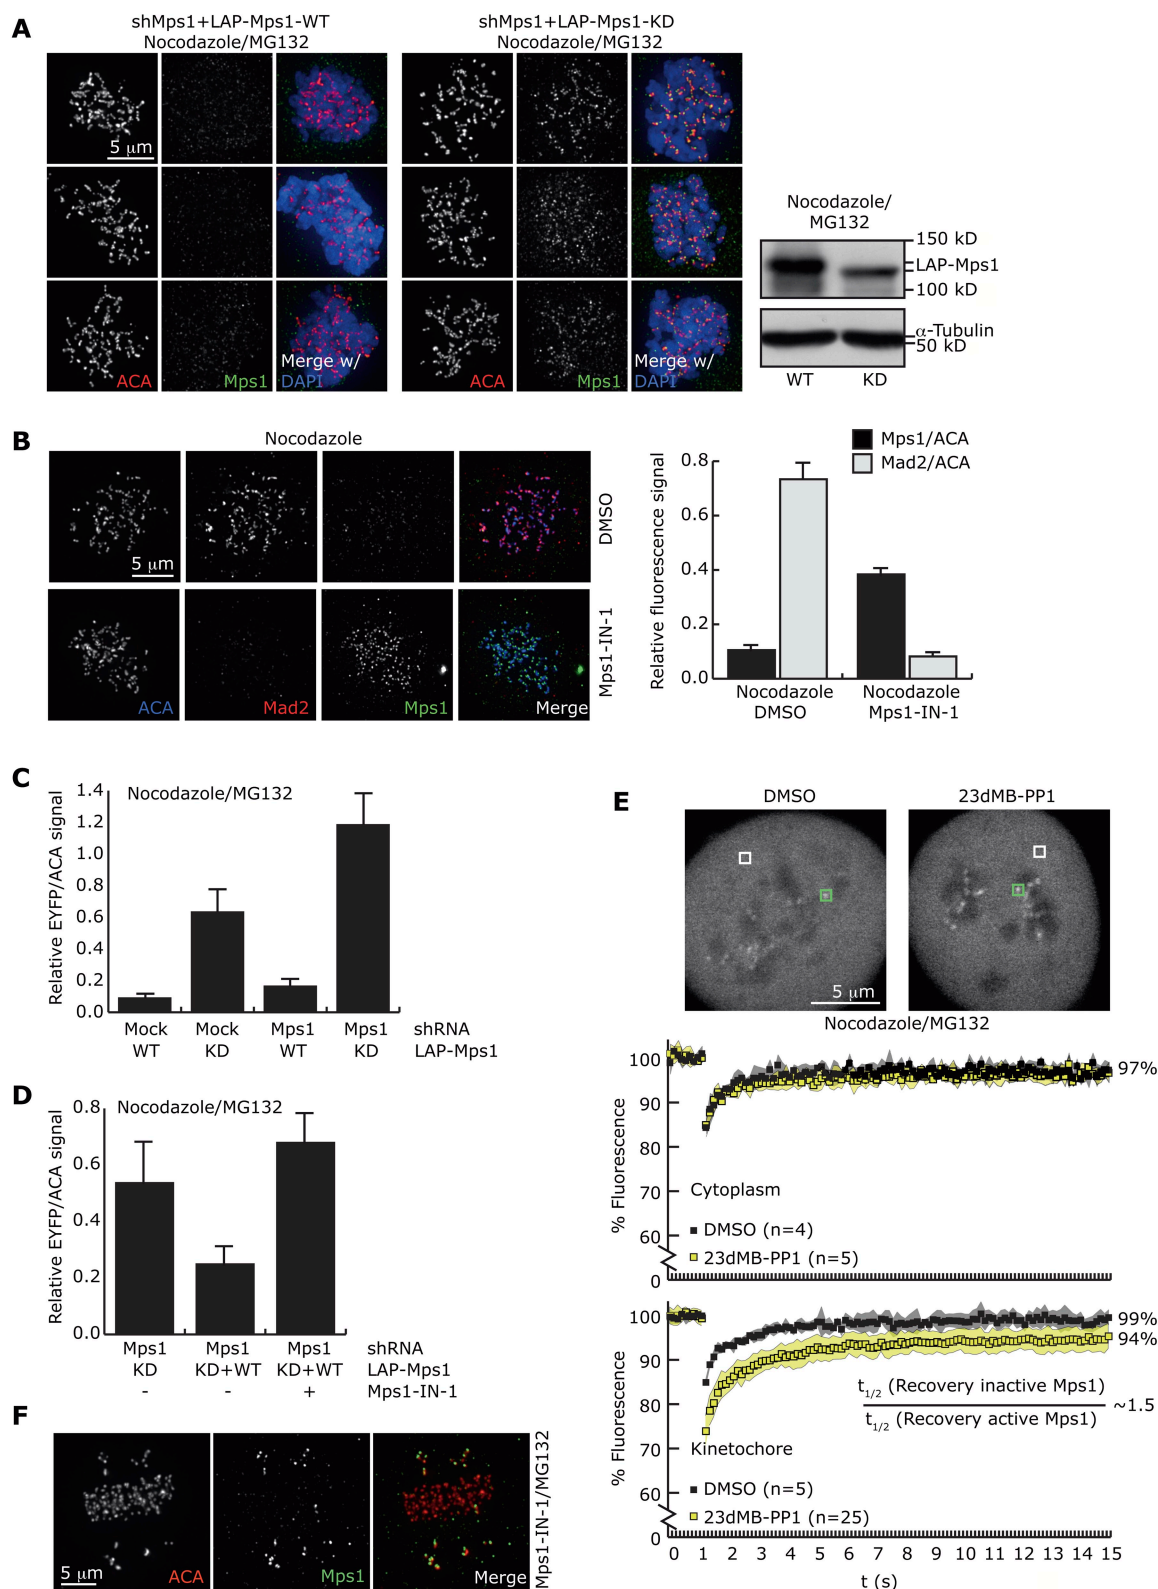 A
shMps1+LAP-Mps1-WT
Nocodazole/MG132
shMps1+LAP-Mps1-KD
Nocodazole/MG132
5 μm
ACA
Mps1
Merge w/
DAPI
ACA
Mps1
Merge w/
DAPI
Nocodazole/
MG132
150 kD
LAP-Mps1
100 kD
α-Tubulin
50 kD
WT
KD
B
Nocodazole
5 μm
DMSO
ACA
Mad2
Mps1
Merge
Mps1-IN-1
Mps1/ACA
Mad2/ACA
Relative fluorescence signal
0.8
0.6
0.4
0.2
0.0
Nocodazole
DMSO
Nocodazole
Mps1-IN-1
C
Nocodazole/MG132
Relative EYFP/ACA signal
1.4
1.2
1.0
0.8
0.6
0.4
0.2
0.0
Mock Mock Mps1 Mps1 shRNA
WT KD WT KD LAP-Mps1
D
Nocodazole/MG132
Relative EYFP/ACA signal
0.8
0.6
0.4
0.2
0.0
Mps1 Mps1 Mps1 shRNA
KD KD+WT KD+WT LAP-Mps1
- - + Mps1-IN-1
E
DMSO
23dMB-PP1
5 μm
Nocodazole/MG132
% Fluorescence
100
90
80
70
60
0
97%
Cytoplasm
DMSO (n=4)
23dMB-PP1 (n=5)
% Fluorescence
100
90
80
70
60
0
99%
94%
t1/2 (Recovery inactive Mps1)
t1/2 (Recovery active Mps1)
~1.5
Kinetochore
DMSO (n=5)
23dMB-PP1 (n=25)
0 1 2 3 4 5 6 7 8 9 10 11 12 13 14 15
t (s)
F
5 μm
ACA
Mps1
Merge
Mps1-IN-1/MG132